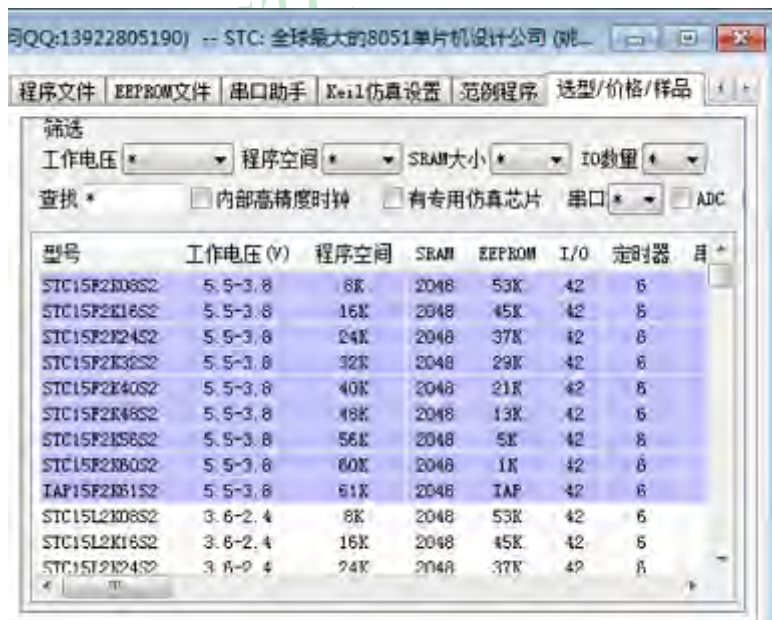 QQ:13922805190) -- STC: 全球最大的8051单片机设计公司
程序文件 EEPROM文件 串口助手 Keil仿真设置 范例程序 选型/价格/样品
筛选
工作电压 * 程序空间 * SRAM大小 * IO数量 *
查找 * 内部高精度时钟 有专用仿真芯片 串口 * ADC
型号 工作电压(V) 程序空间 SRAM EEPROM I/O 定时器
STC15F2K08S2 5.5-3.8 8K 2048 53K 42 6
STC15F2K16S2 5.5-3.8 16K 2048 45K 42 6
STC15F2K24S2 5.5-3.8 24K 2048 37K 42 6
STC15F2K32S2 5.5-3.8 32K 2048 29K 42 6
STC15F2K40S2 5.5-3.8 40K 2048 21K 42 6
STC15F2K48S2 5.5-3.8 48K 2048 13K 42 6
STC15F2K56S2 5.5-3.8 56K 2048 5K 42 6
STC15F2K60S2 5.5-3.8 60K 2048 1K 42 6
IAP15F2K61S2 5.5-3.8 61K 2048 IAP 42 6
STC15L2K08S2 3.6-2.4 8K 2048 53K 42 6
STC15L2K16S2 3.6-2.4 16K 2048 45K 42 6
STC15L2K24S2 3.6-2.4 24K 2048 37K 42 6